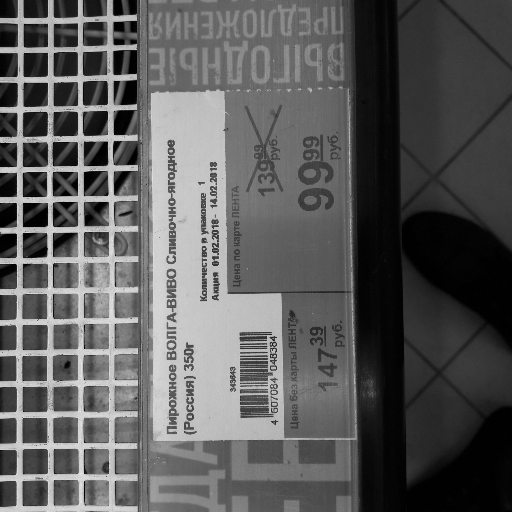 ВЫГОДНЫЕ
ПРЕДЛОЖЕНИЯ
Пирожное ВОЛГА-ВИВО Сливочно-ягодное
(Россия) 350г
Количество в упаковке 1
Акция 01.02.2018 - 14.02.2018
343643
4 607084 048384
Цена по карте ЛЕНТА
139 99
руб.
99 99
руб.
Цена без карты ЛЕНТА
147 39
руб.